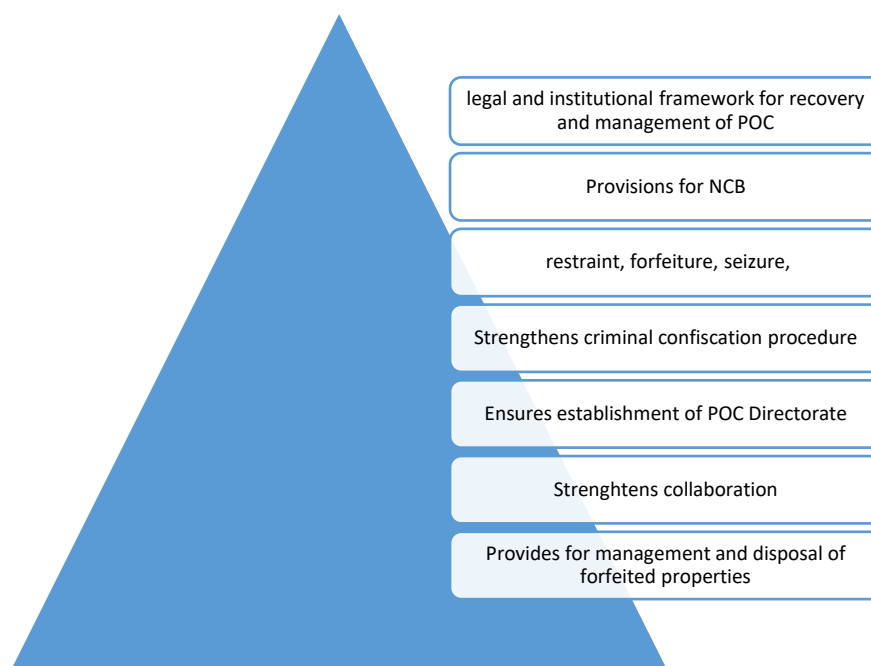 legal and institutional framework for recovery
and management of POC
Provisions for NCB
restraint, forfeiture, seizure,
Strengthens criminal confiscation procedure
Ensures establishment of POC Directorate
Strenghtens collaboration
Provides for management and disposal of
forfeited properties